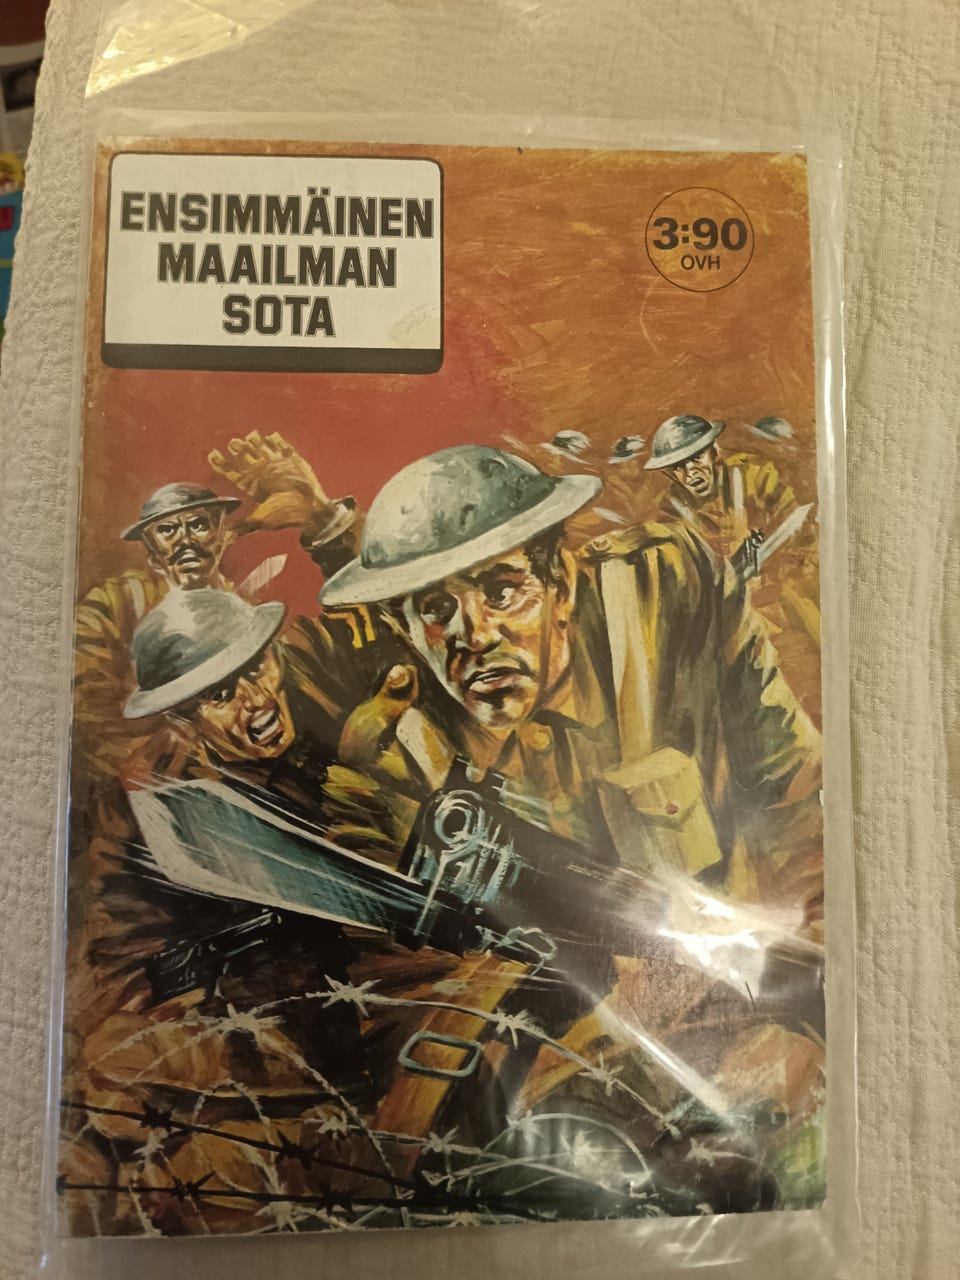 ENSIMMÄINEN
MAAILMAN
SOTA
3:90
OVH